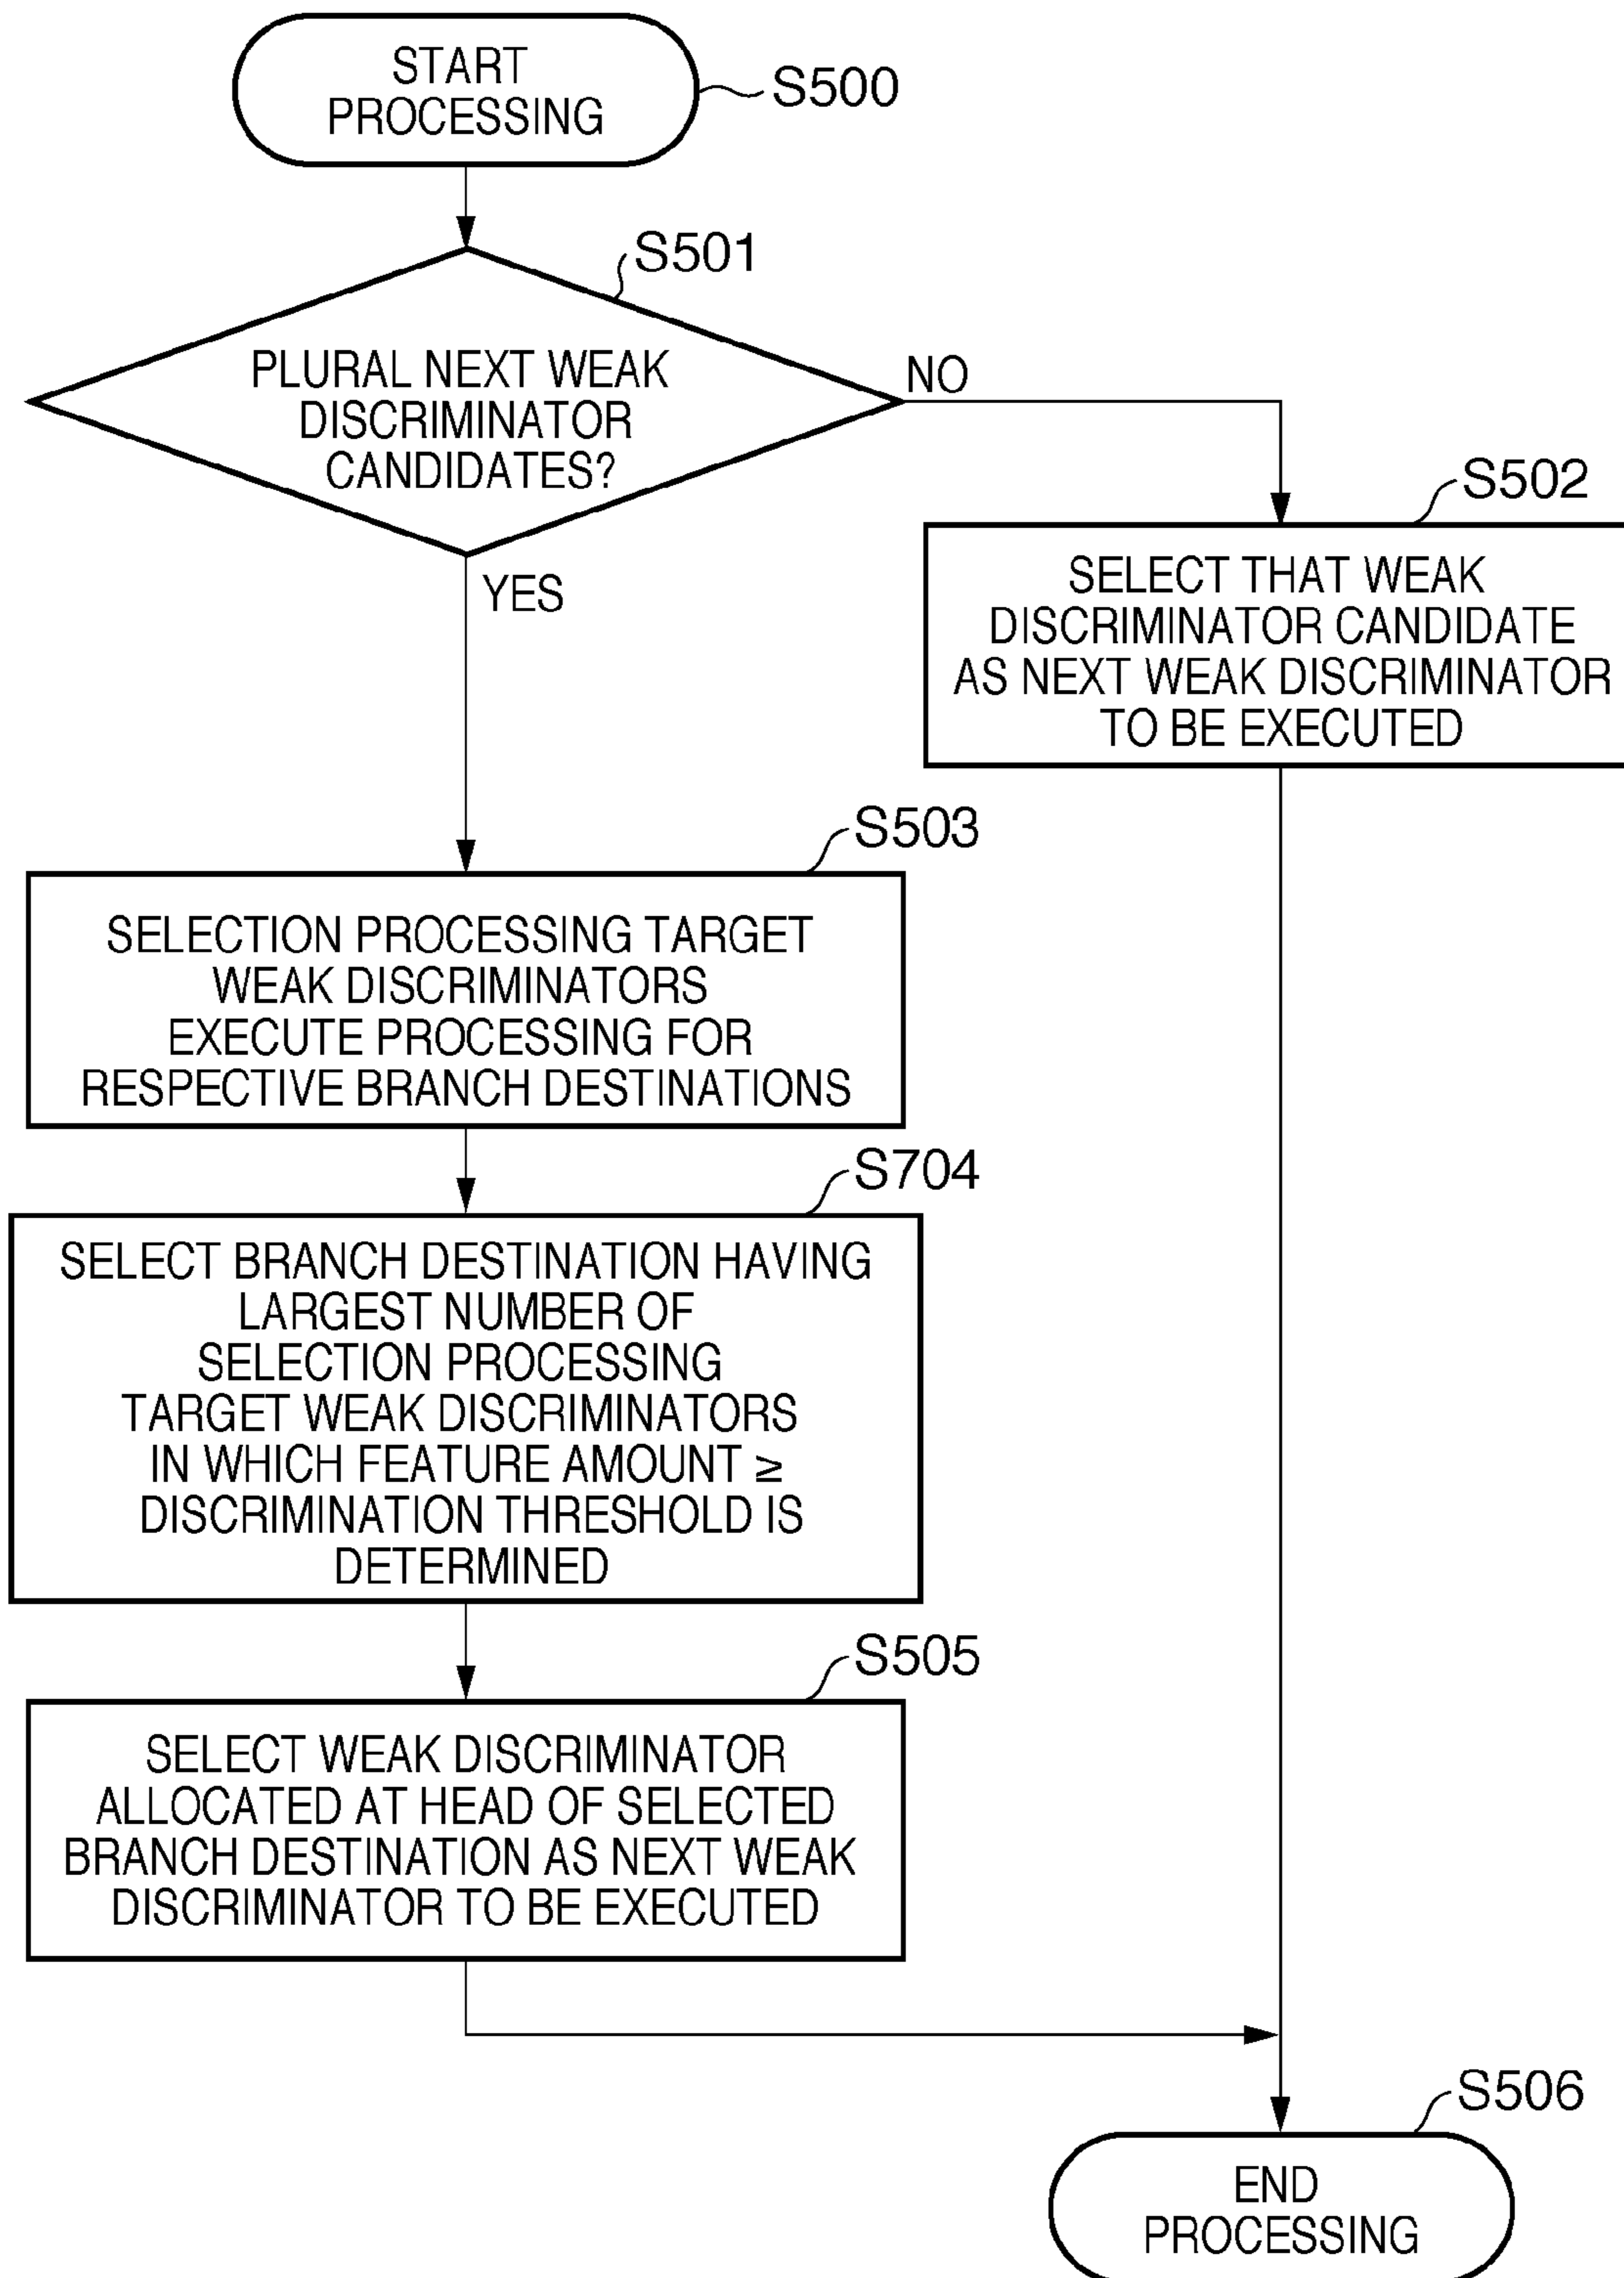 START
PROCESSING
S500
S501
PLURAL NEXT WEAK
DISCRIMINATOR
CANDIDATES?
NO
YES
S502
SELECT THAT WEAK
DISCRIMINATOR CANDIDATE
AS NEXT WEAK DISCRIMINATOR
TO BE EXECUTED
S503
SELECTION PROCESSING TARGET
WEAK DISCRIMINATORS
EXECUTE PROCESSING FOR
RESPECTIVE BRANCH DESTINATIONS
S704
SELECT BRANCH DESTINATION HAVING
LARGEST NUMBER OF
SELECTION PROCESSING
TARGET WEAK DISCRIMINATORS
IN WHICH FEATURE AMOUNT ≥
DISCRIMINATION THRESHOLD IS
DETERMINED
S505
SELECT WEAK DISCRIMINATOR
ALLOCATED AT HEAD OF SELECTED
BRANCH DESTINATION AS NEXT WEAK
DISCRIMINATOR TO BE EXECUTED
S506
END
PROCESSING